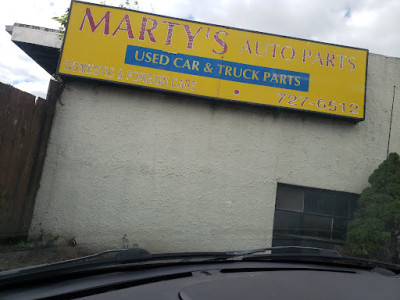 MARTY'S AUTO PARTS
USED CAR & TRUCK PARTS
DOMESTIC & FOREIGN CARS
727-6512